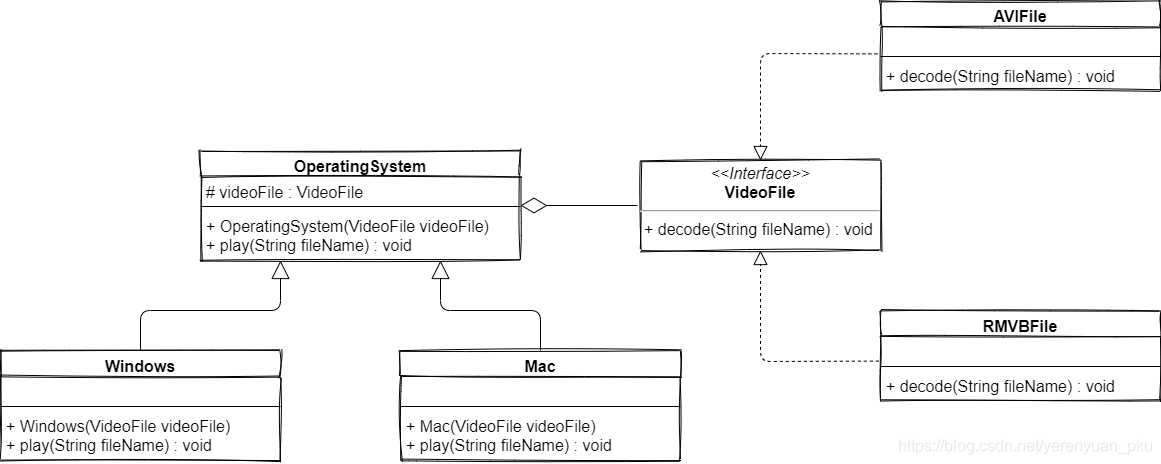 AVIFile
+ decode(String fileName) : void
OperatingSystem
# videoFile : VideoFile
+ OperatingSystem(VideoFile videoFile)
+ play(String fileName) : void
<<Interface>>
VideoFile
+ decode(String fileName) : void
RMVBFile
+ decode(String fileName) : void
Windows
+ Windows(VideoFile videoFile)
+ play(String fileName) : void
Mac
+ Mac(VideoFile videoFile)
+ play(String fileName) : void
https://blog.csdn.net/yerenyuan_pku